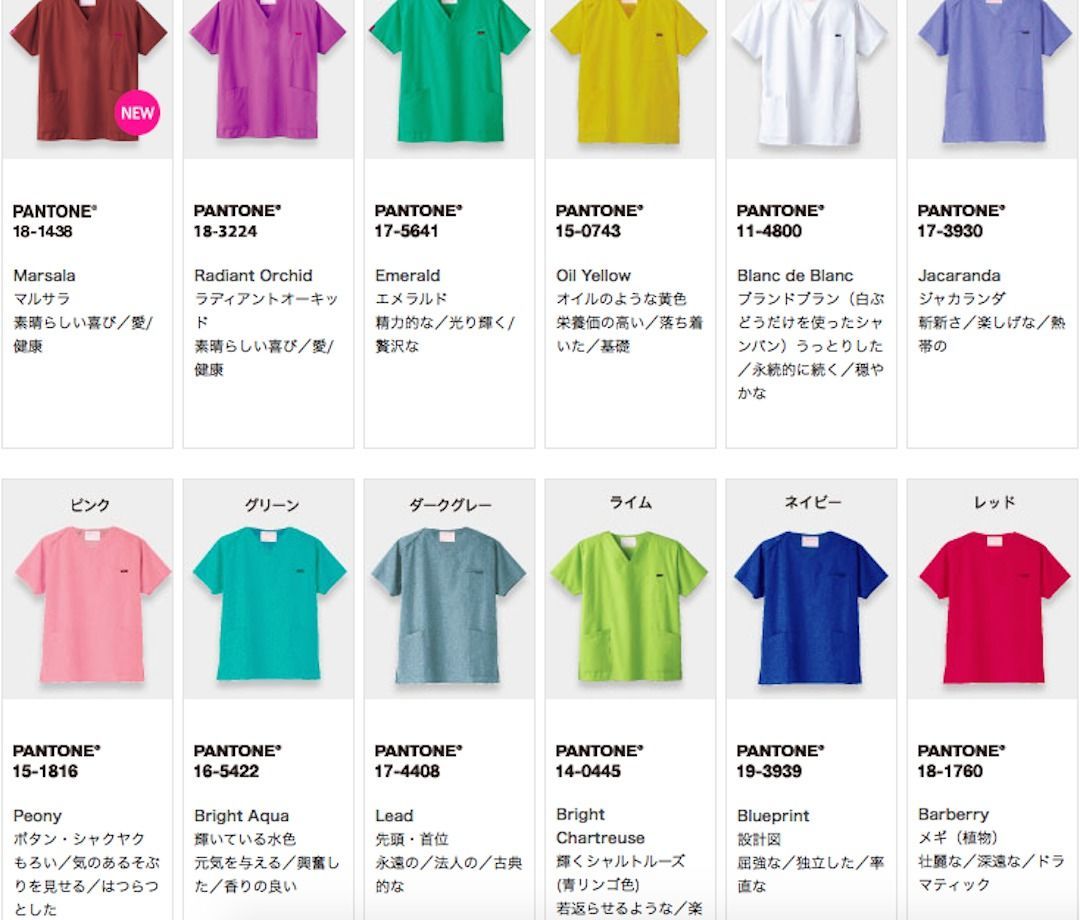 NEW
PANTONE®
18-1438
Marsala
マルサラ
素晴らしい喜び／愛/
健康
PANTONE®
18-3224
Radiant Orchid
ラディアントオーキッ
ド
素晴らしい喜び／愛/
健康
PANTONE®
17-5641
Emerald
エメラルド
精力的な／光り輝く/
贅沢な
PANTONE®
15-0743
Oil Yellow
オイルのような黄色
栄養価の高い／落ち着
いた／基礎
PANTONE®
11-4800
Blanc de Blanc
ブランドブラン（白ぶ
どうだけを使ったシャ
ンパン）うっとりした
／永続的に続く／穏や
かな
PANTONE®
17-3930
Jacaranda
ジャカランダ
斬新さ／楽しげな／熱
帯の
ピンク
PANTONE®
15-1816
Peony
ボタン・シャクヤク
もろい／気のあるそぶ
りを見せる／はつらつ
とした
グリーン
PANTONE®
16-5422
Bright Aqua
輝いている水色
元気を与える／興奮し
た／香りの良い
ダークグレー
PANTONE®
17-4408
Lead
先頭・首位
永遠の／法人の／古典
的な
ライム
PANTONE®
14-0445
Bright
Chartreuse
輝くシャルトルーズ
(青リンゴ色)
若返らせるような／楽
ネイビー
PANTONE®
19-3939
Blueprint
設計図
屈強な／独立した／率
直な
レッド
PANTONE®
18-1760
Barberry
メギ（植物）
壮麗な／深遠な／ドラ
マティック